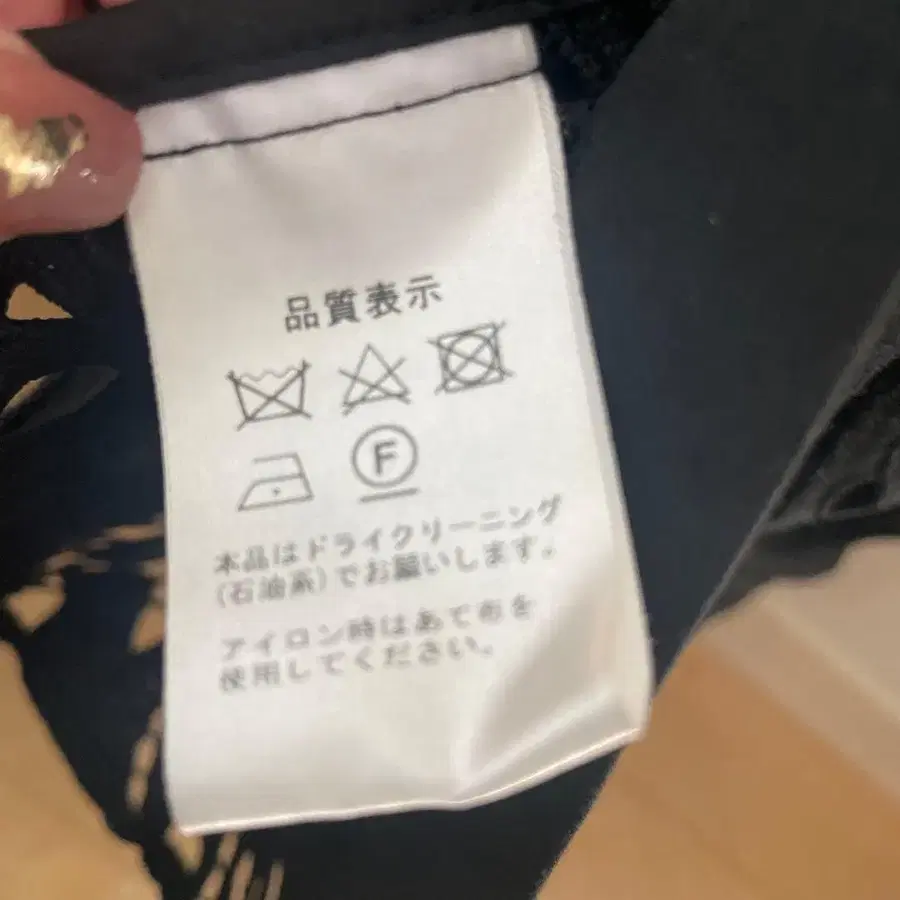 品質表示
F
本品はドライクリーニング
(石油系)でお願いします。
アイロン時はあて布を
使用してください。